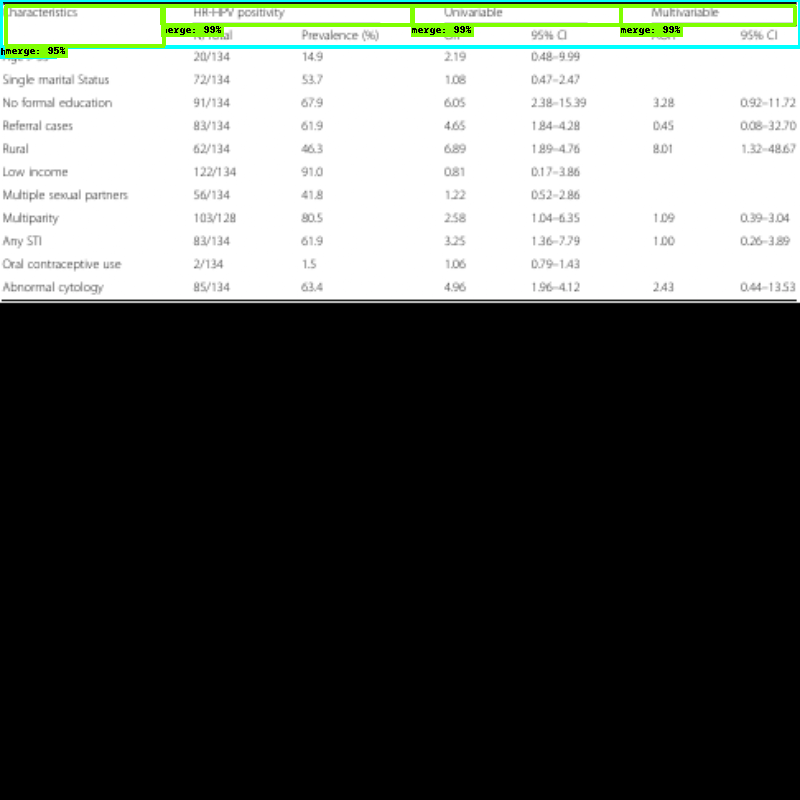 Characteristics HR-HPV positivity Univariable Multivariable
merge: 99% merge: 99% merge: 99%
Prevalence (%) 95% CI 95% CI
merge: 95%
20/134 14.9 2.19 0.48–9.99
Single marital Status 72/134 53.7 1.08 0.47–2.47
No formal education 91/134 67.9 6.05 2.38–15.39 3.28 0.92–11.72
Referral cases 83/134 61.9 4.65 1.84–4.28 0.45 0.08–32.70
Rural 62/134 46.3 6.89 1.89–4.76 8.01 1.32–48.67
Low income 122/134 91.0 0.81 0.17–3.86
Multiple sexual partners 56/134 41.8 1.22 0.52–2.86
Multiparity 103/128 80.5 2.58 1.04–6.35 1.09 0.39–3.04
Any STI 83/134 61.9 3.25 1.36–7.79 1.00 0.26–3.89
Oral contraceptive use 2/134 1.5 1.06 0.79–1.43
Abnormal cytology 85/134 63.4 4.96 1.96–4.12 2.43 0.44–13.53